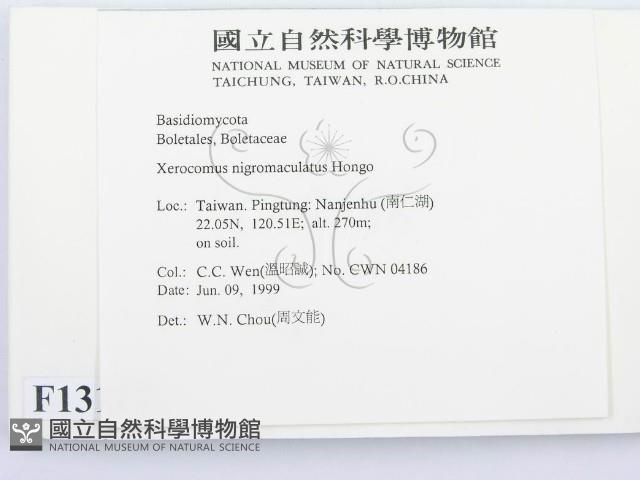 國立自然科學博物館
NATIONAL MUSEUM OF NATURAL SCIENCE
TAICHUNG, TAIWAN, R.O.CHINA
Basidiomycota
Boletales, Boletaceae
Xerocomus nigromaculatus Hongo
Loc.: Taiwan. Pingtung: Nanjenhu (南仁湖)
22.05N, 120.51E; alt. 270m;
on soil.
Col.: C.C. Wen(溫昭誠); No. CWN 04186
Date: Jun. 09, 1999
Det.: W.N. Chou(周文能)
F131
國立自然科學博物館
NATIONAL MUSEUM OF NATURAL SCIENCE